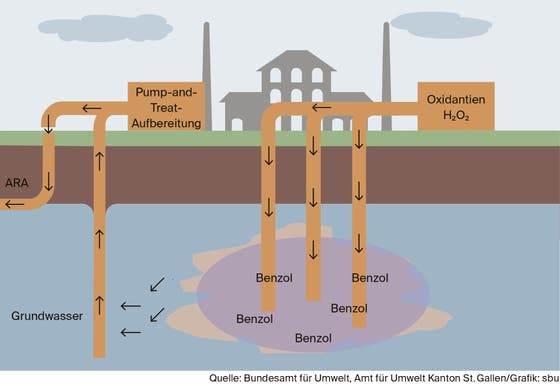 Pump-and-
Treat-
Aufbereitung
Oxidantien
H₂O₂
ARA
Benzol
Benzol
Benzol
Benzol
Benzol
Grundwasser
Quelle: Bundesamt für Umwelt, Amt für Umwelt Kanton St. Gallen/Grafik: sbu